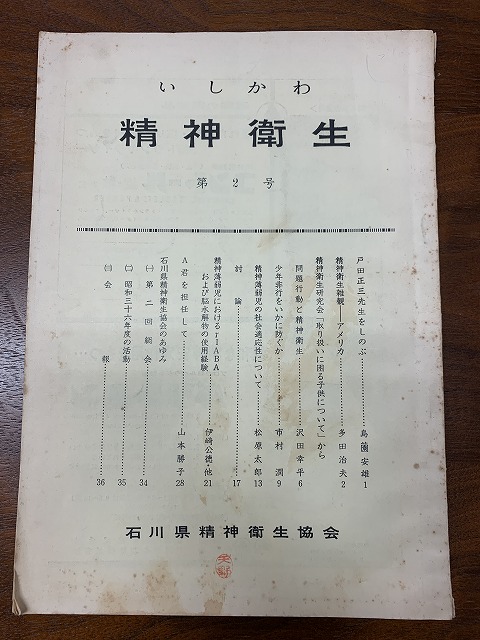 いしかわ
精神衛生
第2号
戸田正三先生をしのぶ……島薗安雄 1
精神衛生雑観――アメリカ……多田治夫 2
精神衛生研究会「取り扱いに困る子供について」から
問題行動と精神衛生……沢田幸平 6
少年非行をいかに防ぐか……市村潤 9
精神薄弱児の社会適応性について……松原太郎 13
討論……17
精神薄弱児におけるγIABA
および脳水解物の使用経験……伊崎公徳・他 21
A君を担任して……山本勝子 28
石川県精神衛生協会のあゆみ
㈠第二回総会……34
㈡昭和三十六年度の活動……35
㈢会報……36
石川県精神衛生協会